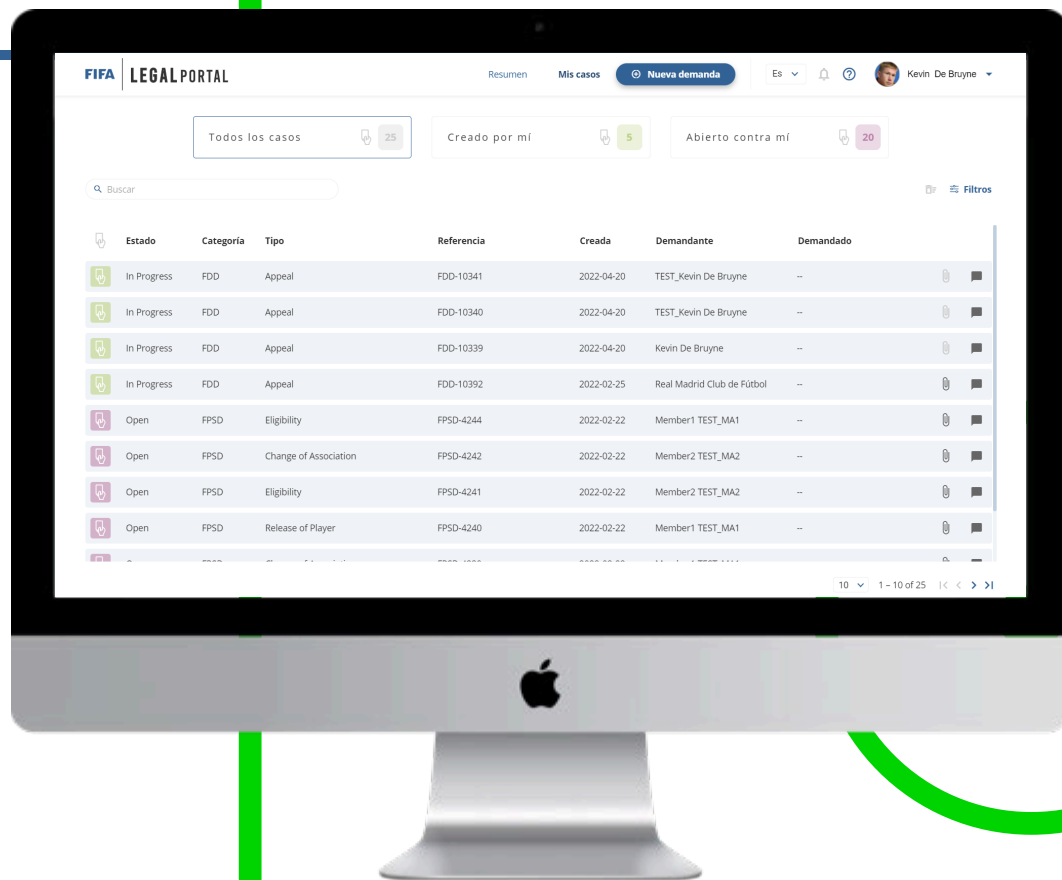 FIFA LEGALPORTAL Resumen Mis casos Nueva demanda Es Kevin De Bruyne
Todos los casos 25 Creado por mí 5 Abierto contra mí 20
Buscar Filtros
Estado Categoría Tipo Referencia Creada Demandante Demandado
In Progress FDD Appeal FDD-10341 2022-04-20 TEST_Kevin De Bruyne --
In Progress FDD Appeal FDD-10340 2022-04-20 TEST_Kevin De Bruyne --
In Progress FDD Appeal FDD-10339 2022-04-20 Kevin De Bruyne --
In Progress FDD Appeal FDD-10392 2022-02-25 Real Madrid Club de Fútbol --
Open FPSD Eligibility FPSD-4244 2022-02-22 Member1 TEST_MA1 --
Open FPSD Change of Association FPSD-4242 2022-02-22 Member2 TEST_MA2 --
Open FPSD Eligibility FPSD-4241 2022-02-22 Member2 TEST_MA2 --
Open FPSD Release of Player FPSD-4240 2022-02-22 Member1 TEST_MA1 --
10 1 – 10 of 25